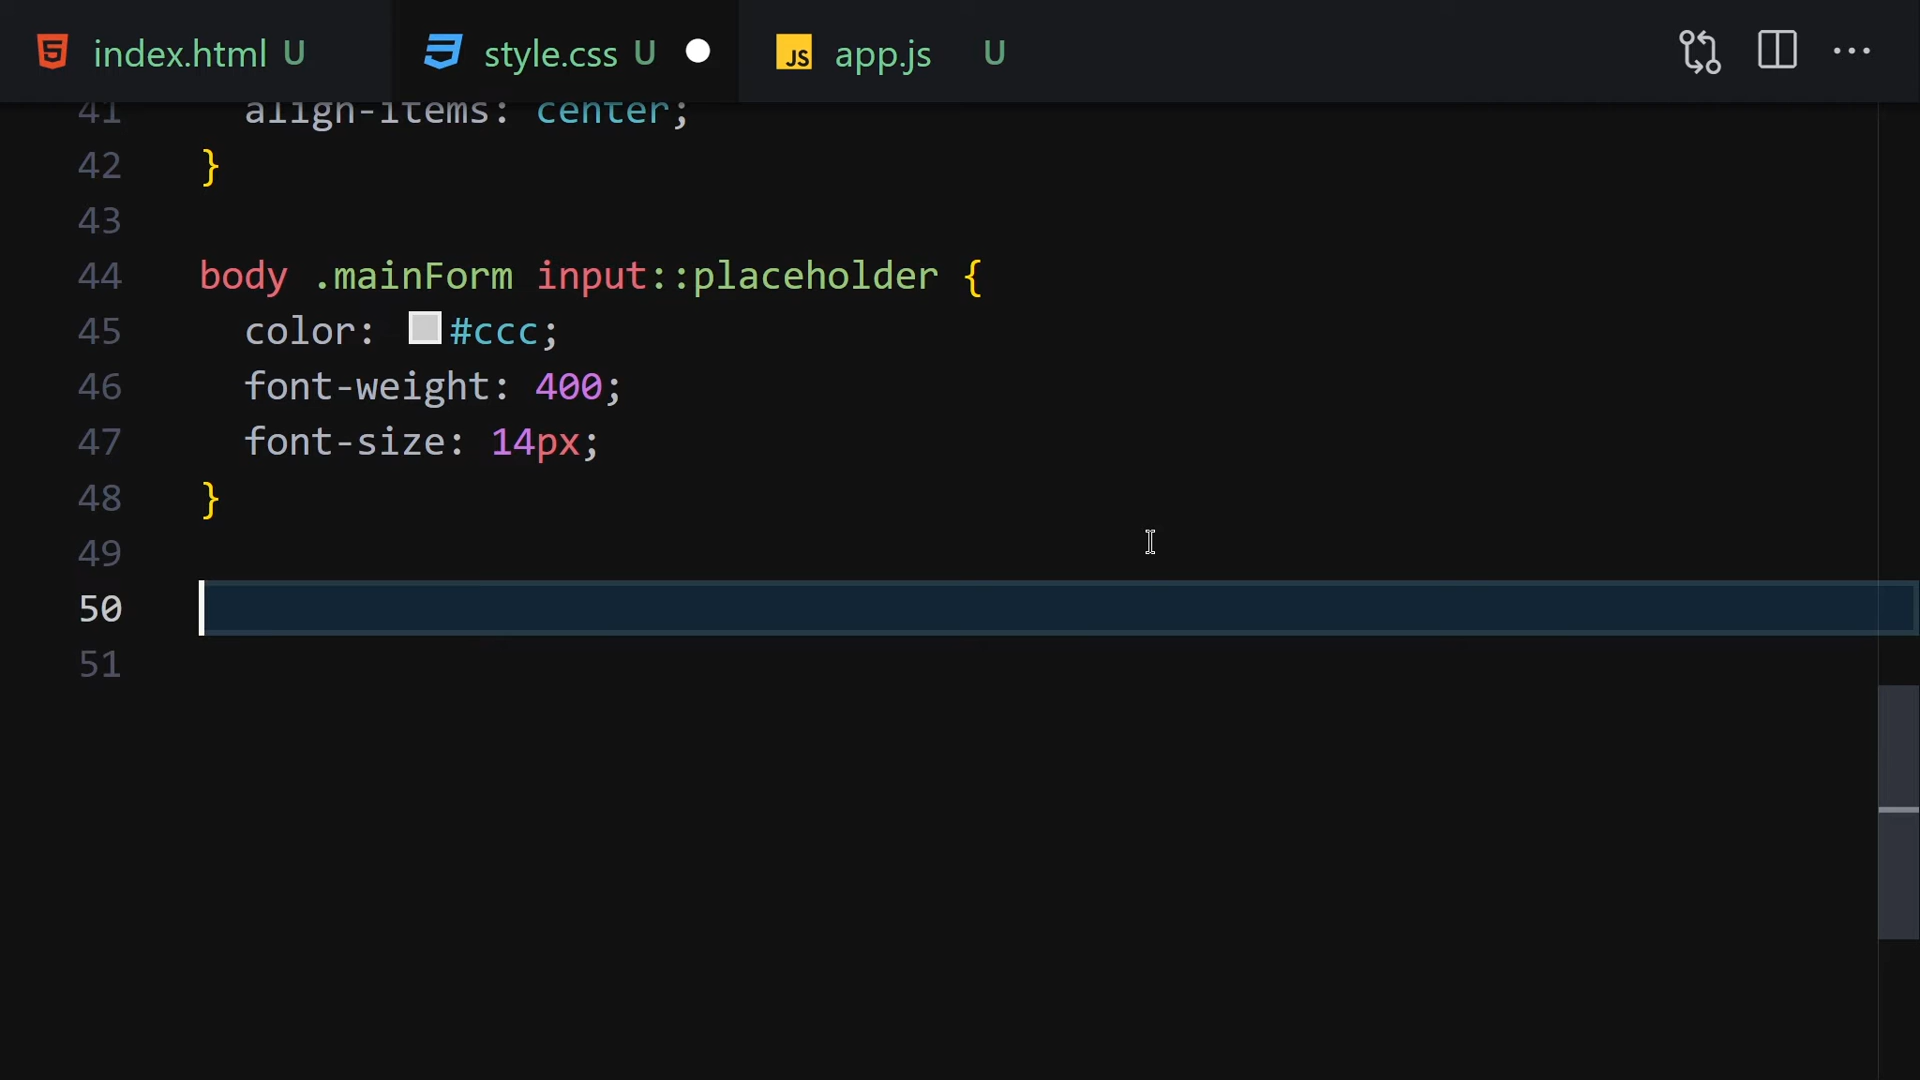 index.html U style.css U JS app.js U
41 align-items: center;
42 }
43
44 body .mainForm input::placeholder {
45 color: #ccc;
46 font-weight: 400;
47 font-size: 14px;
48 }
49
50
51